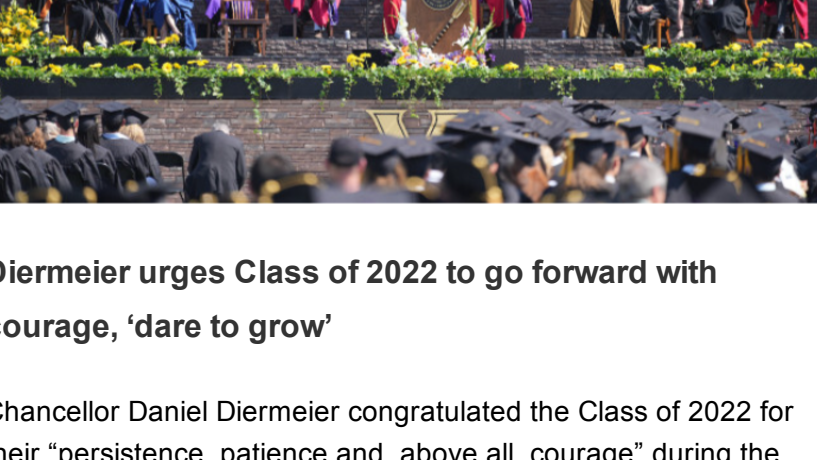 V
Diermeier urges Class of 2022 to go forward with
courage, ‘dare to grow’
Chancellor Daniel Diermeier congratulated the Class of 2022 for
their “persistence, patience and, above all, courage” during the